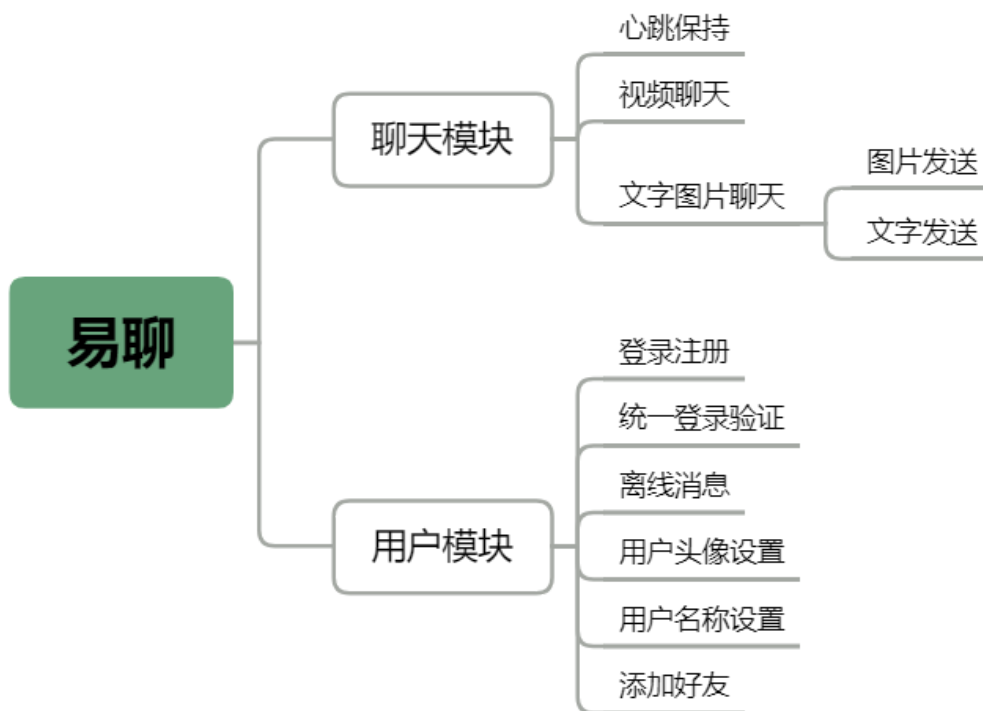 易聊
聊天模块
心跳保持
视频聊天
文字图片聊天
图片发送
文字发送
用户模块
登录注册
统一登录验证
离线消息
用户头像设置
用户名称设置
添加好友